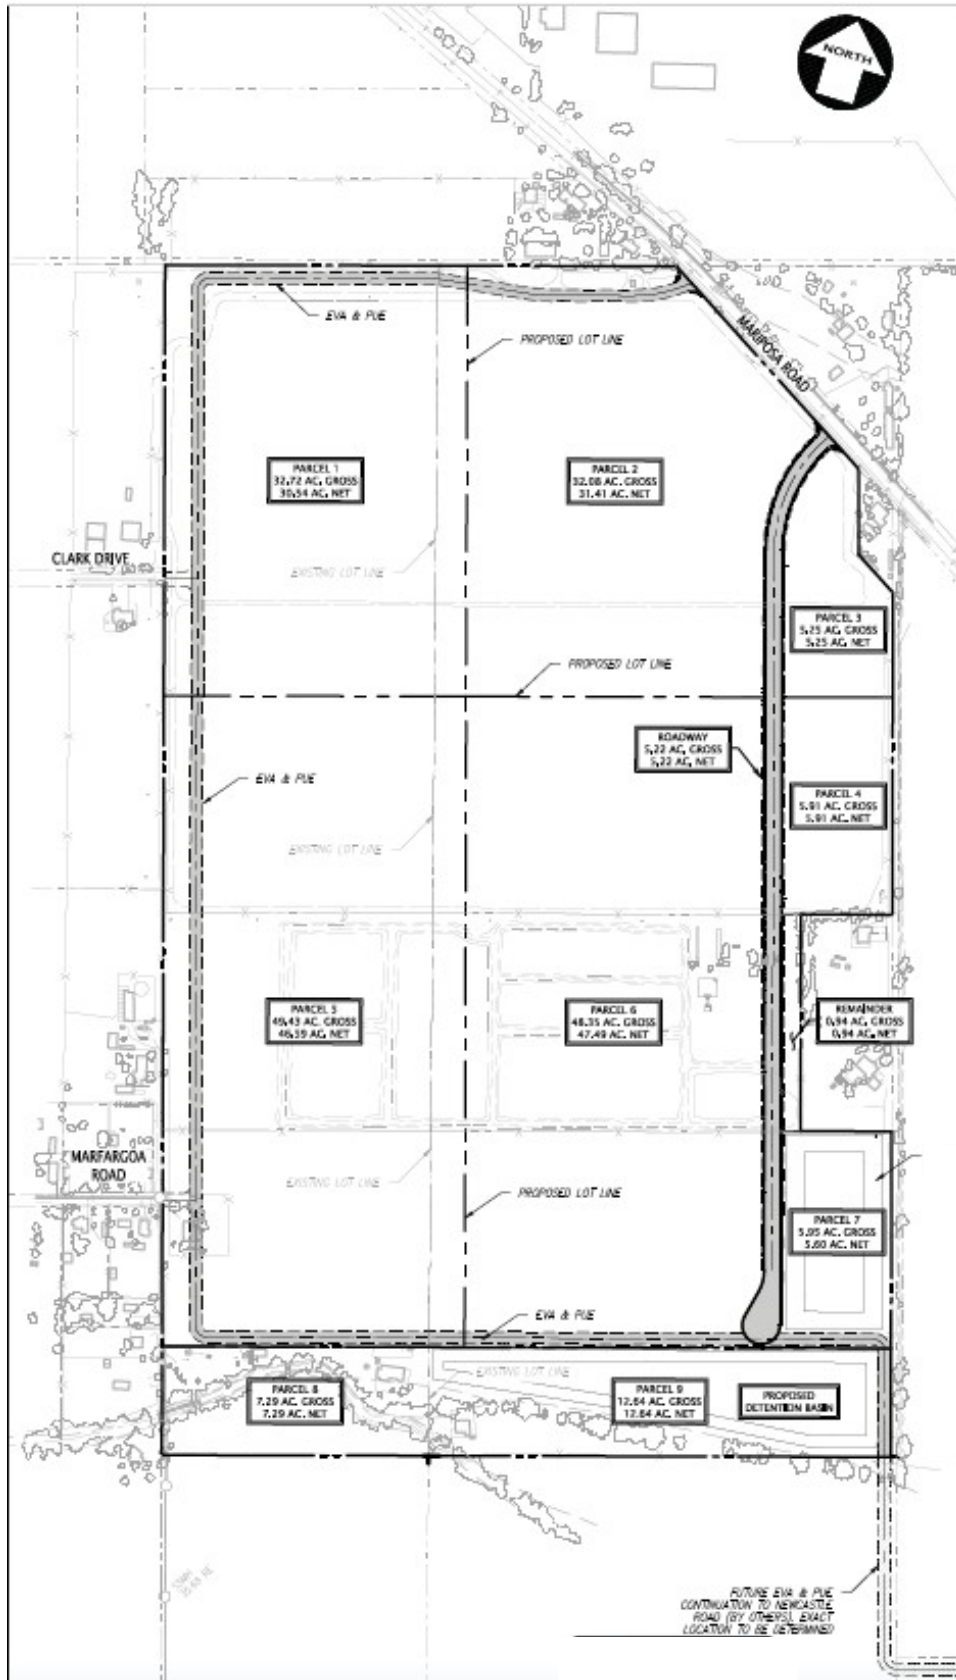 NORTH
MARIPOSA ROAD
EVA & PUE
PROPOSED LOT LINE
PARCEL 1
32.72 AC. GROSS
30.54 AC. NET
PARCEL 2
32.08 AC. GROSS
31.41 AC. NET
CLARK DRIVE
EXISTING LOT LINE
PARCEL 3
5.25 AC. GROSS
5.25 AC. NET
PROPOSED LOT LINE
ROADWAY
5.22 AC. GROSS
5.22 AC. NET
EVA & PUE
PARCEL 4
5.91 AC. GROSS
5.91 AC. NET
EXISTING LOT LINE
PARCEL 5
49.43 AC. GROSS
46.59 AC. NET
PARCEL 6
48.35 AC. GROSS
47.49 AC. NET
REMAINDER
0.94 AC. GROSS
0.94 AC. NET
MARFARGOA
ROAD
EXISTING LOT LINE
PROPOSED LOT LINE
PARCEL 7
5.95 AC. GROSS
5.60 AC. NET
EVA & PUE
EXISTING LOT LINE
PARCEL 8
7.29 AC. GROSS
7.29 AC. NET
PARCEL 9
12.64 AC. GROSS
12.64 AC. NET
PROPOSED
DETENTION BASIN
FUTURE EVA & PUE
CONTINUATION TO NEWCASTLE
ROAD (BY OTHERS). EXACT
LOCATION TO BE DETERMINED